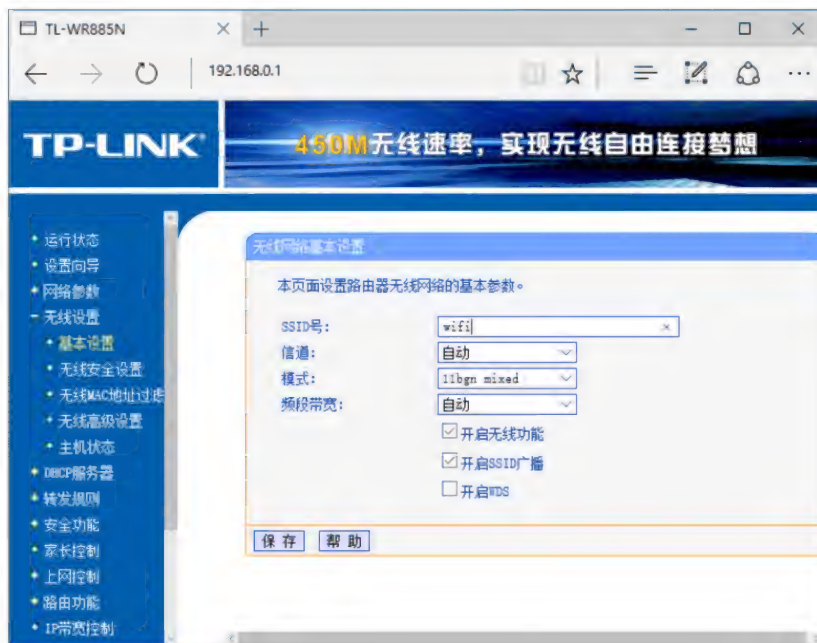 TL-WR885N
192.168.0.1
TP-LINK®
450M无线速率，实现无线自由连接梦想
运行状态
设置向导
网络参数
无线设置
基本设置
无线安全设置
无线MAC地址过滤
无线高级设置
主机状态
DHCP服务器
转发规则
安全功能
家长控制
上网控制
路由功能
IP带宽控制
无线网络基本设置
本页面设置路由器无线网络的基本参数。
SSID号： wifi
信道： 自动
模式： 11bgn mixed
频段带宽： 自动
开启无线功能
开启SSID广播
开启WDS
保存 帮助